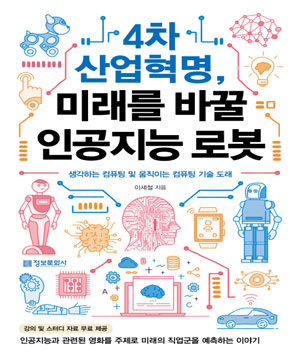 4차
산업혁명,
미래를 바꿀
인공지능 로봇
생각하는 컴퓨팅 및 움직이는 컴퓨팅 기술 도래
이세철 지음
정보문화사
강의 및 스터디 자료 무료 제공
인공지능과 관련된 영화를 주제로 미래의 직업군을 예측하는 이야기